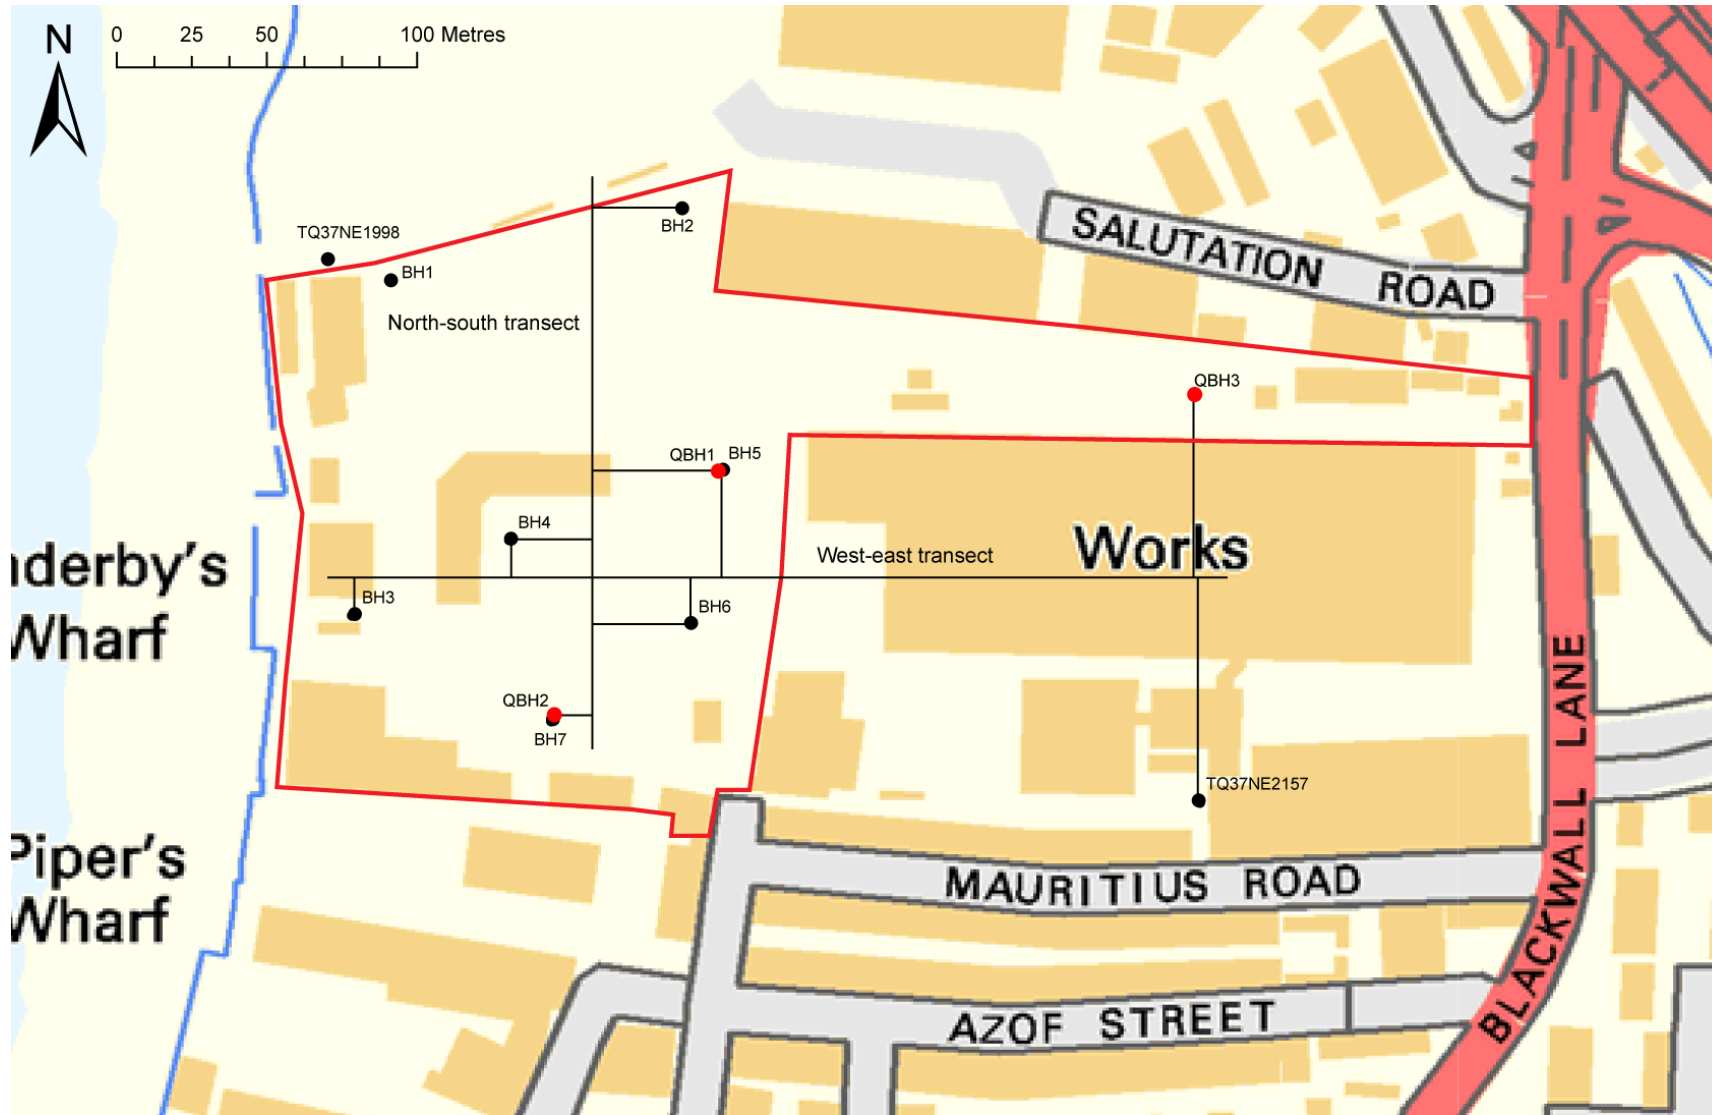 N
0 25 50 100 Metres
SALUTATION ROAD
TQ37NE1998
BH2
BH1
North-south transect
QBH3
QBH1 BH5
BH4
West-east transect
Works
nderby's
Wharf
BH3
BH6
QBH2
BH7
TQ37NE2157
BLACKWALL LANE
Piper's
Wharf
MAURITIUS ROAD
AZOF STREET